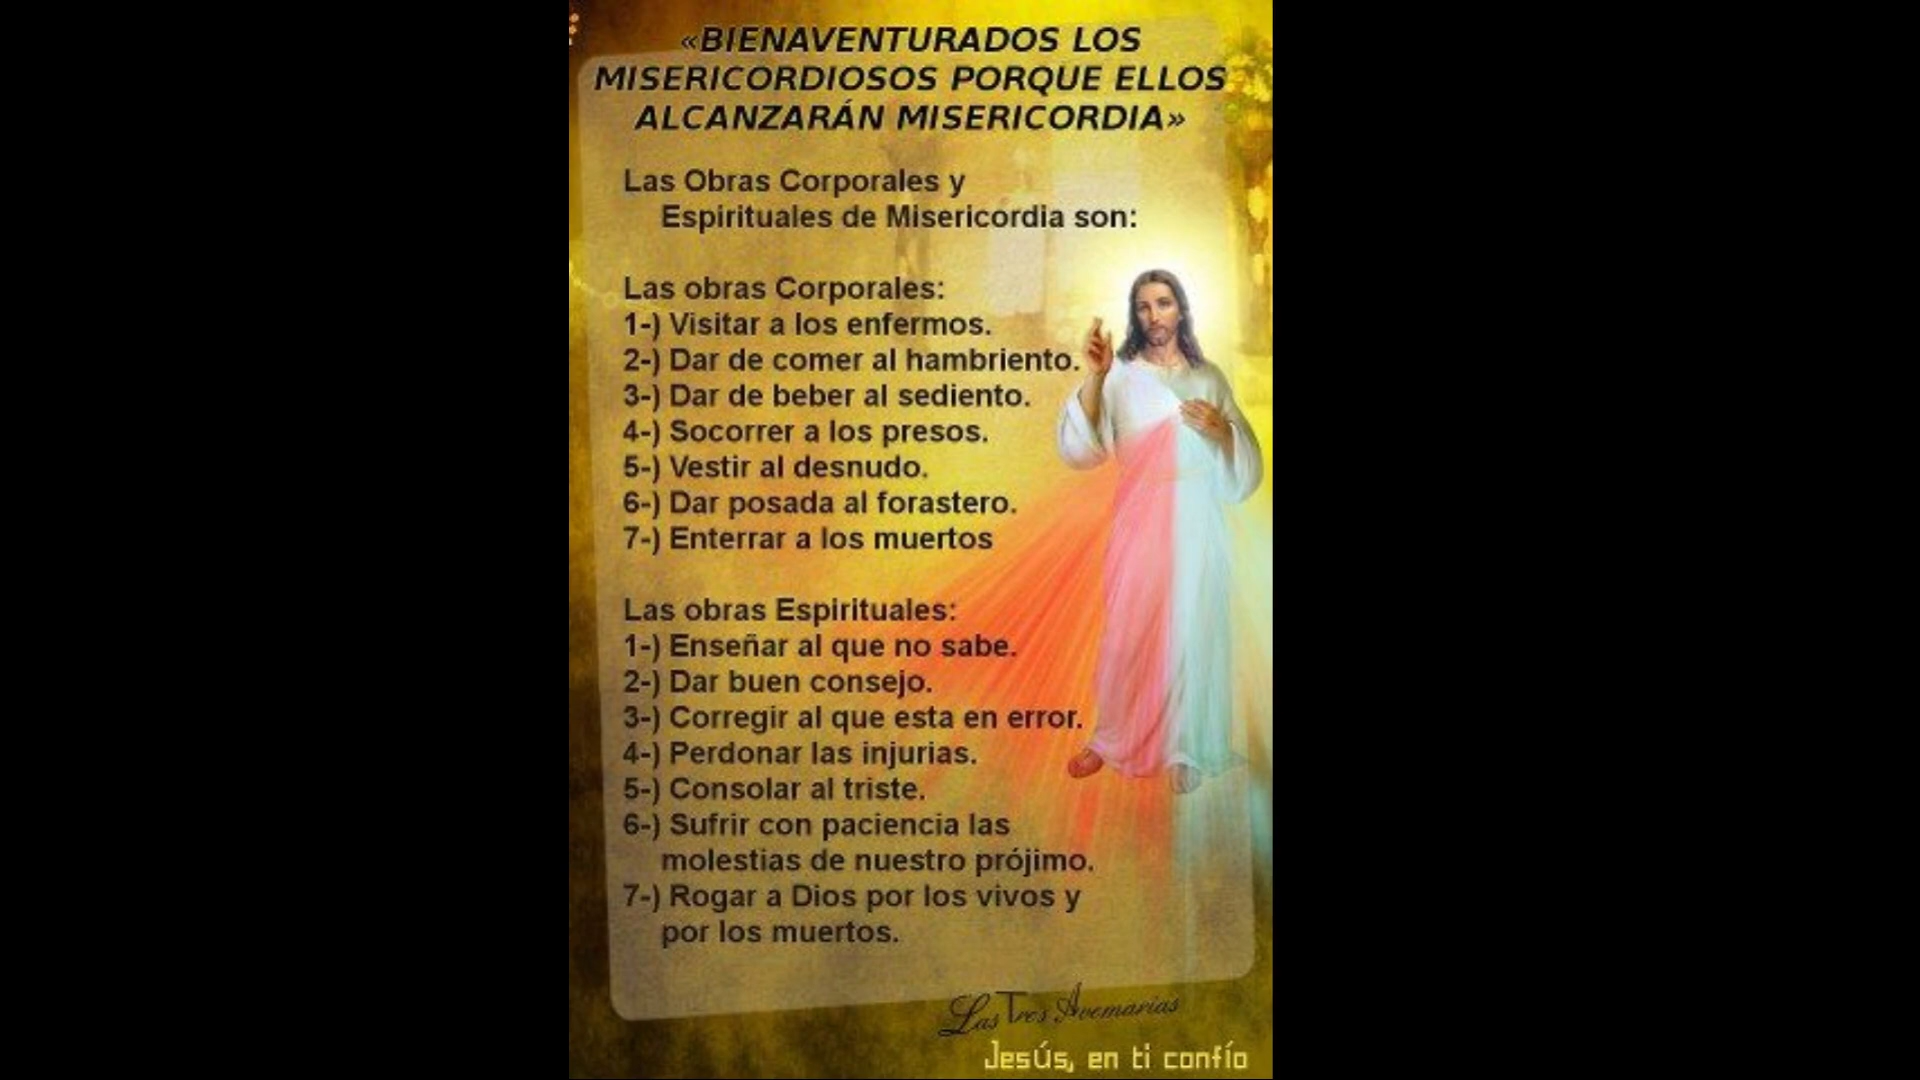 «BIENAVENTURADOS LOS
MISERICORDIOSOS PORQUE ELLOS
ALCANZARÁN MISERICORDIA»
Las Obras Corporales y
Espirituales de Misericordia son:
Las obras Corporales:
1-) Visitar a los enfermos.
2-) Dar de comer al hambriento.
3-) Dar de beber al sediento.
4-) Socorrer a los presos.
5-) Vestir al desnudo.
6-) Dar posada al forastero.
7-) Enterrar a los muertos
Las obras Espirituales:
1-) Enseñar al que no sabe.
2-) Dar buen consejo.
3-) Corregir al que esta en error.
4-) Perdonar las injurias.
5-) Consolar al triste.
6-) Sufrir con paciencia las
molestias de nuestro prójimo.
7-) Rogar a Dios por los vivos y
por los muertos.
Las Tres Avemarías
Jesús, en ti confío